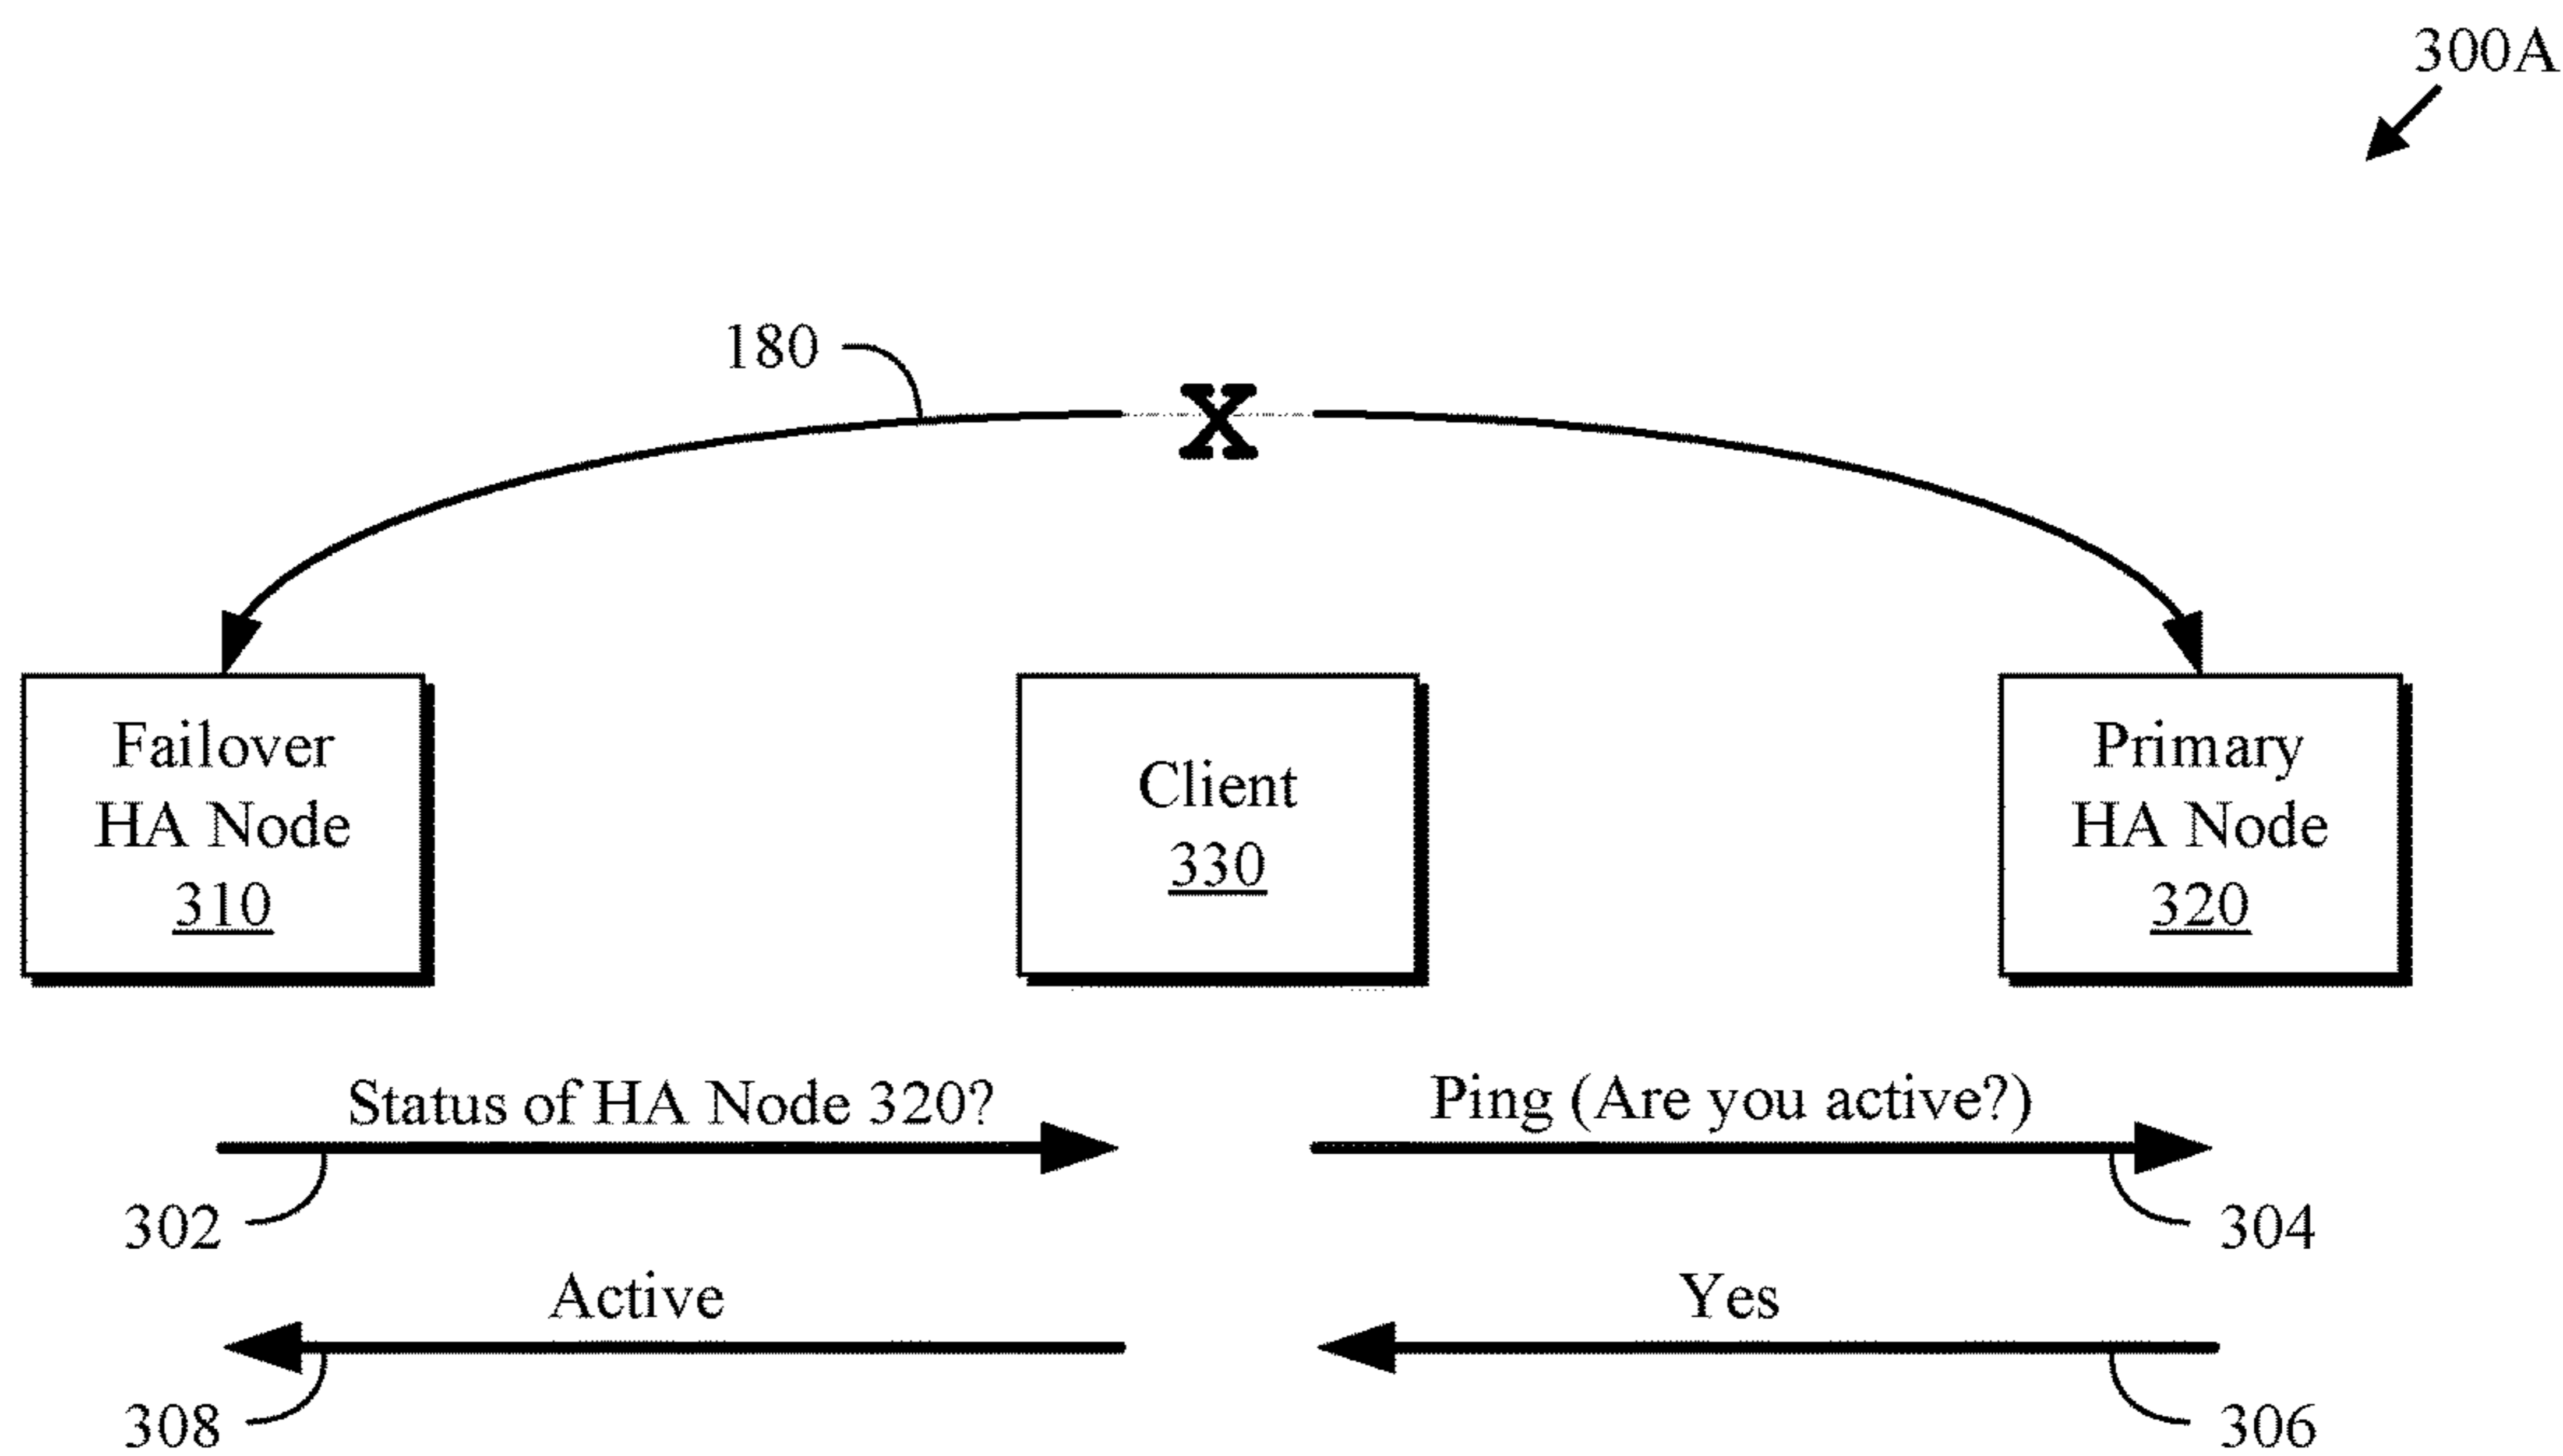 300A
180
X
Failover
HA Node
310
Client
330
Primary
HA Node
320
Status of HA Node 320?
Ping (Are you active?)
302
304
Active
Yes
308
306